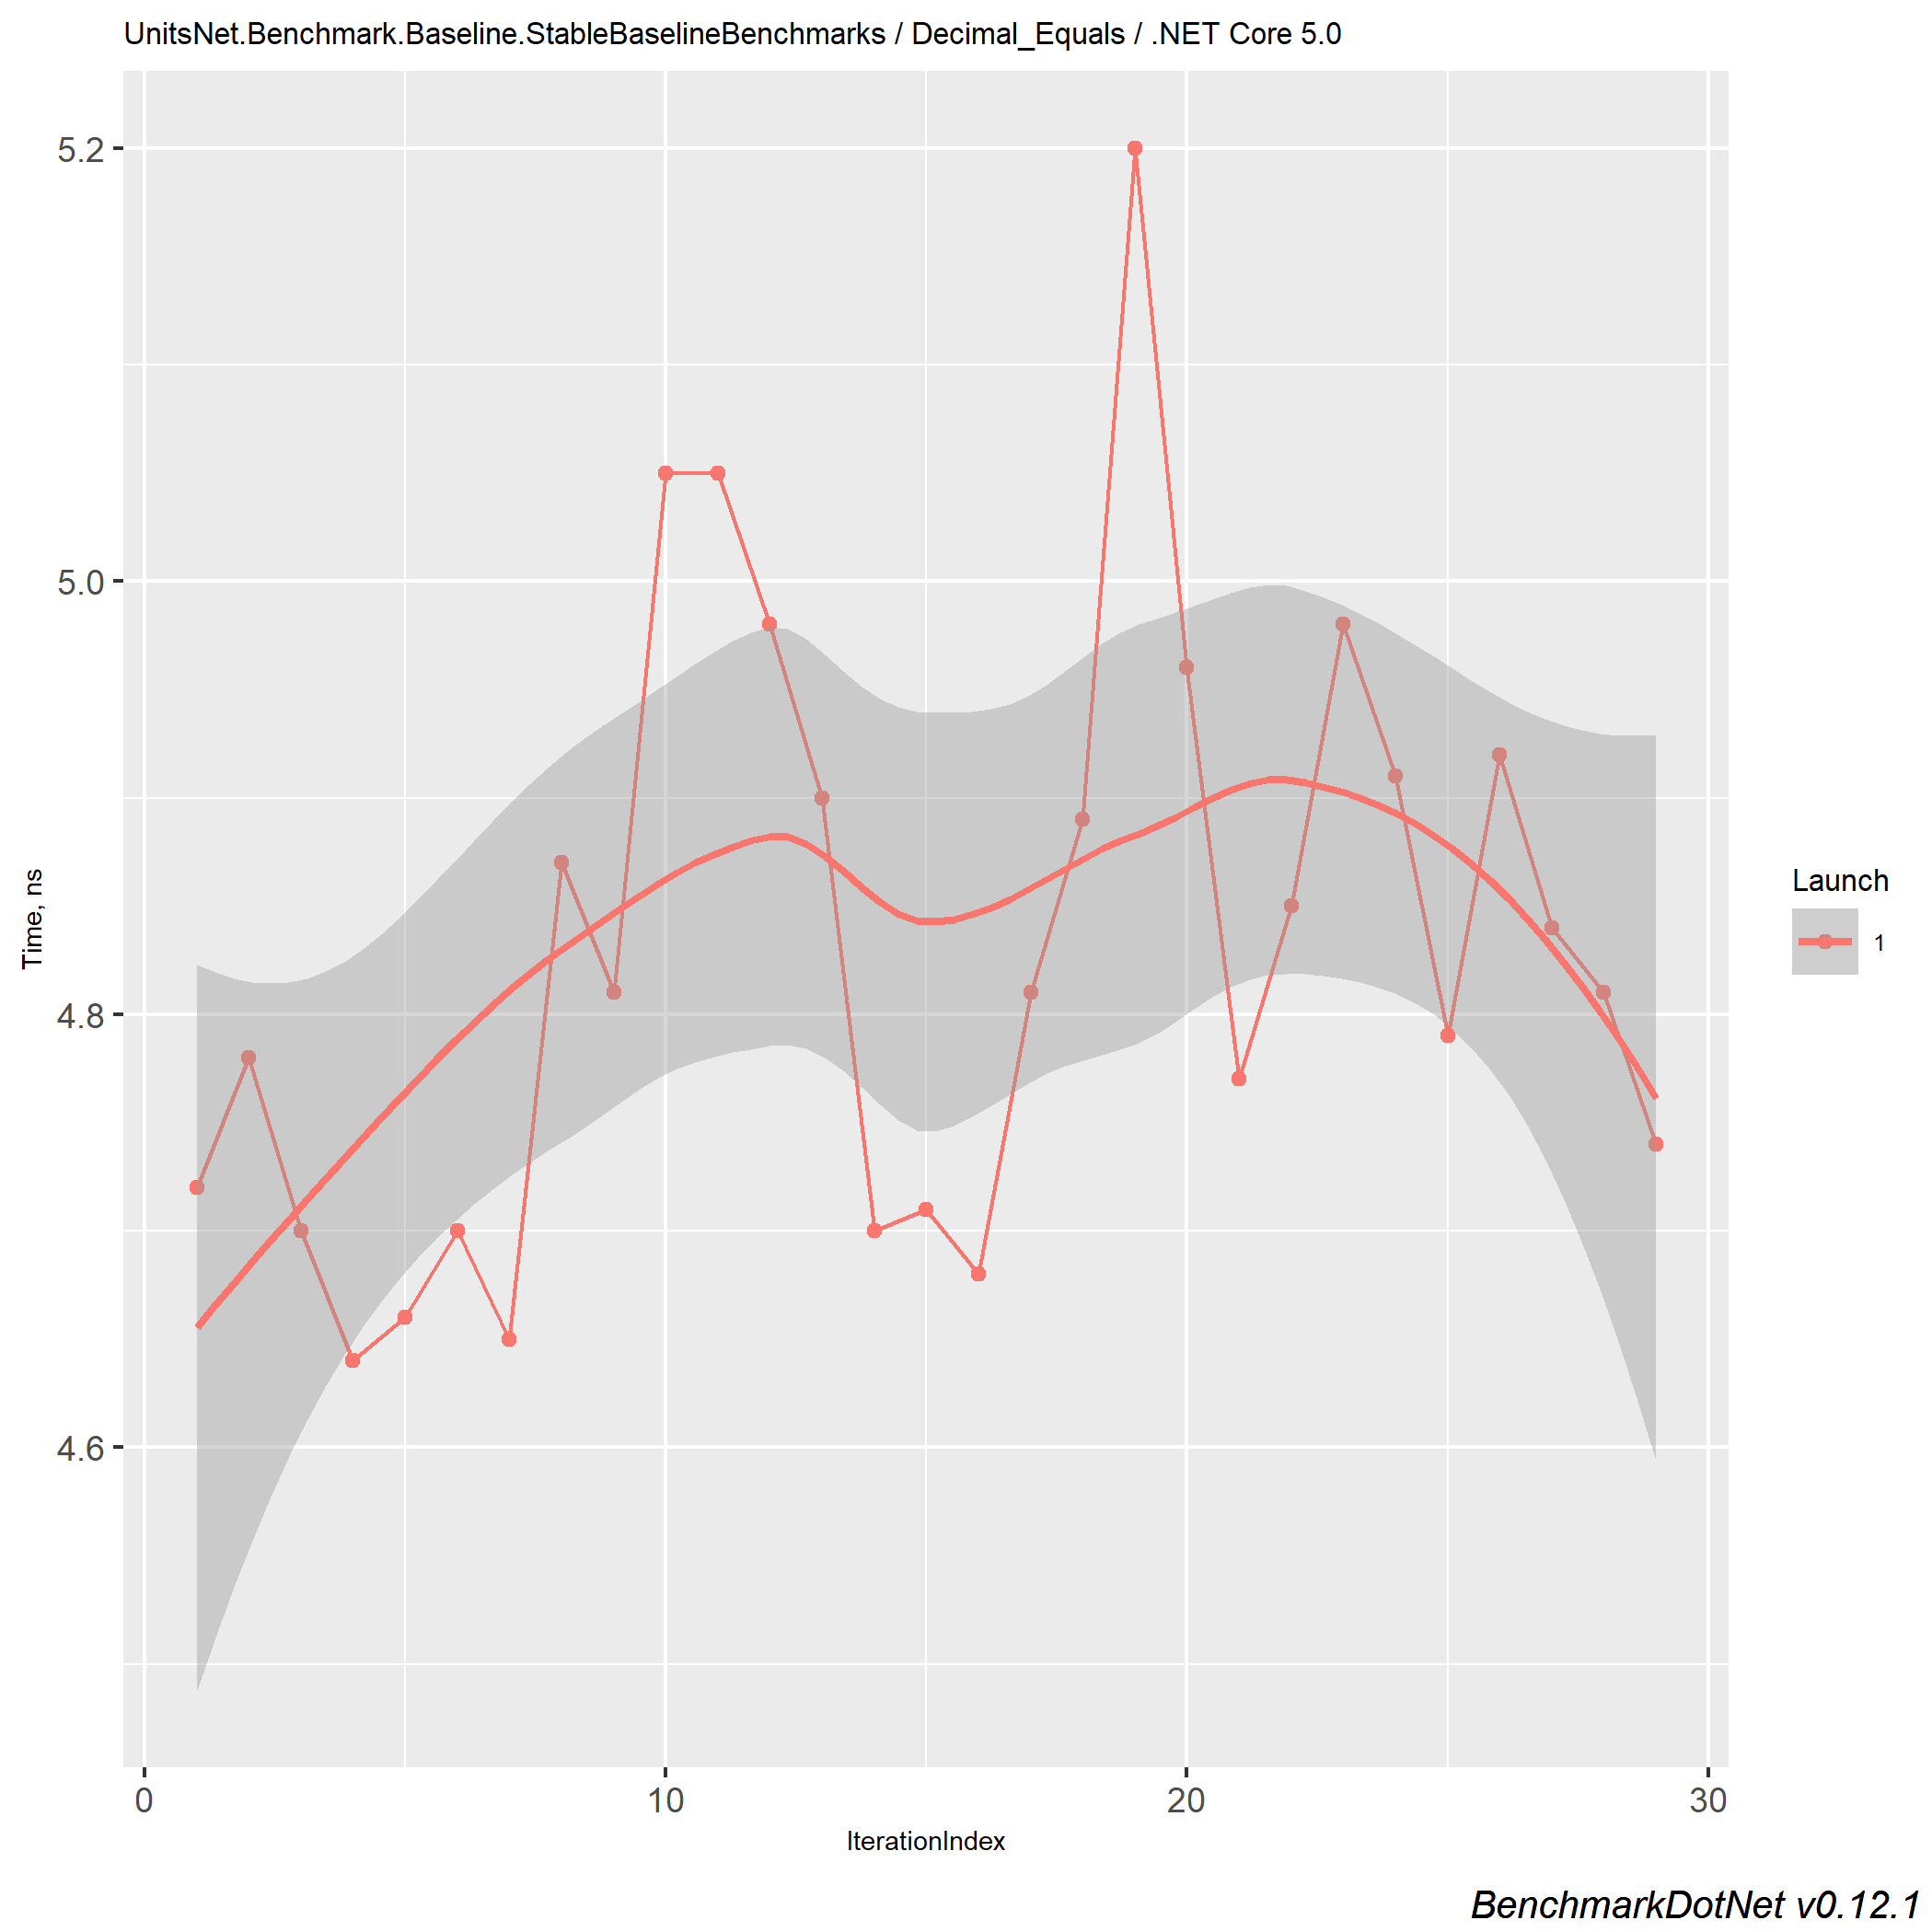 UnitsNet.Benchmark.Baseline.StableBaselineBenchmarks / Decimal_Equals / .NET Core 5.0
5.2
5.0
4.8
4.6
Time, ns
0
10
20
30
IterationIndex
Launch
1
BenchmarkDotNet v0.12.1